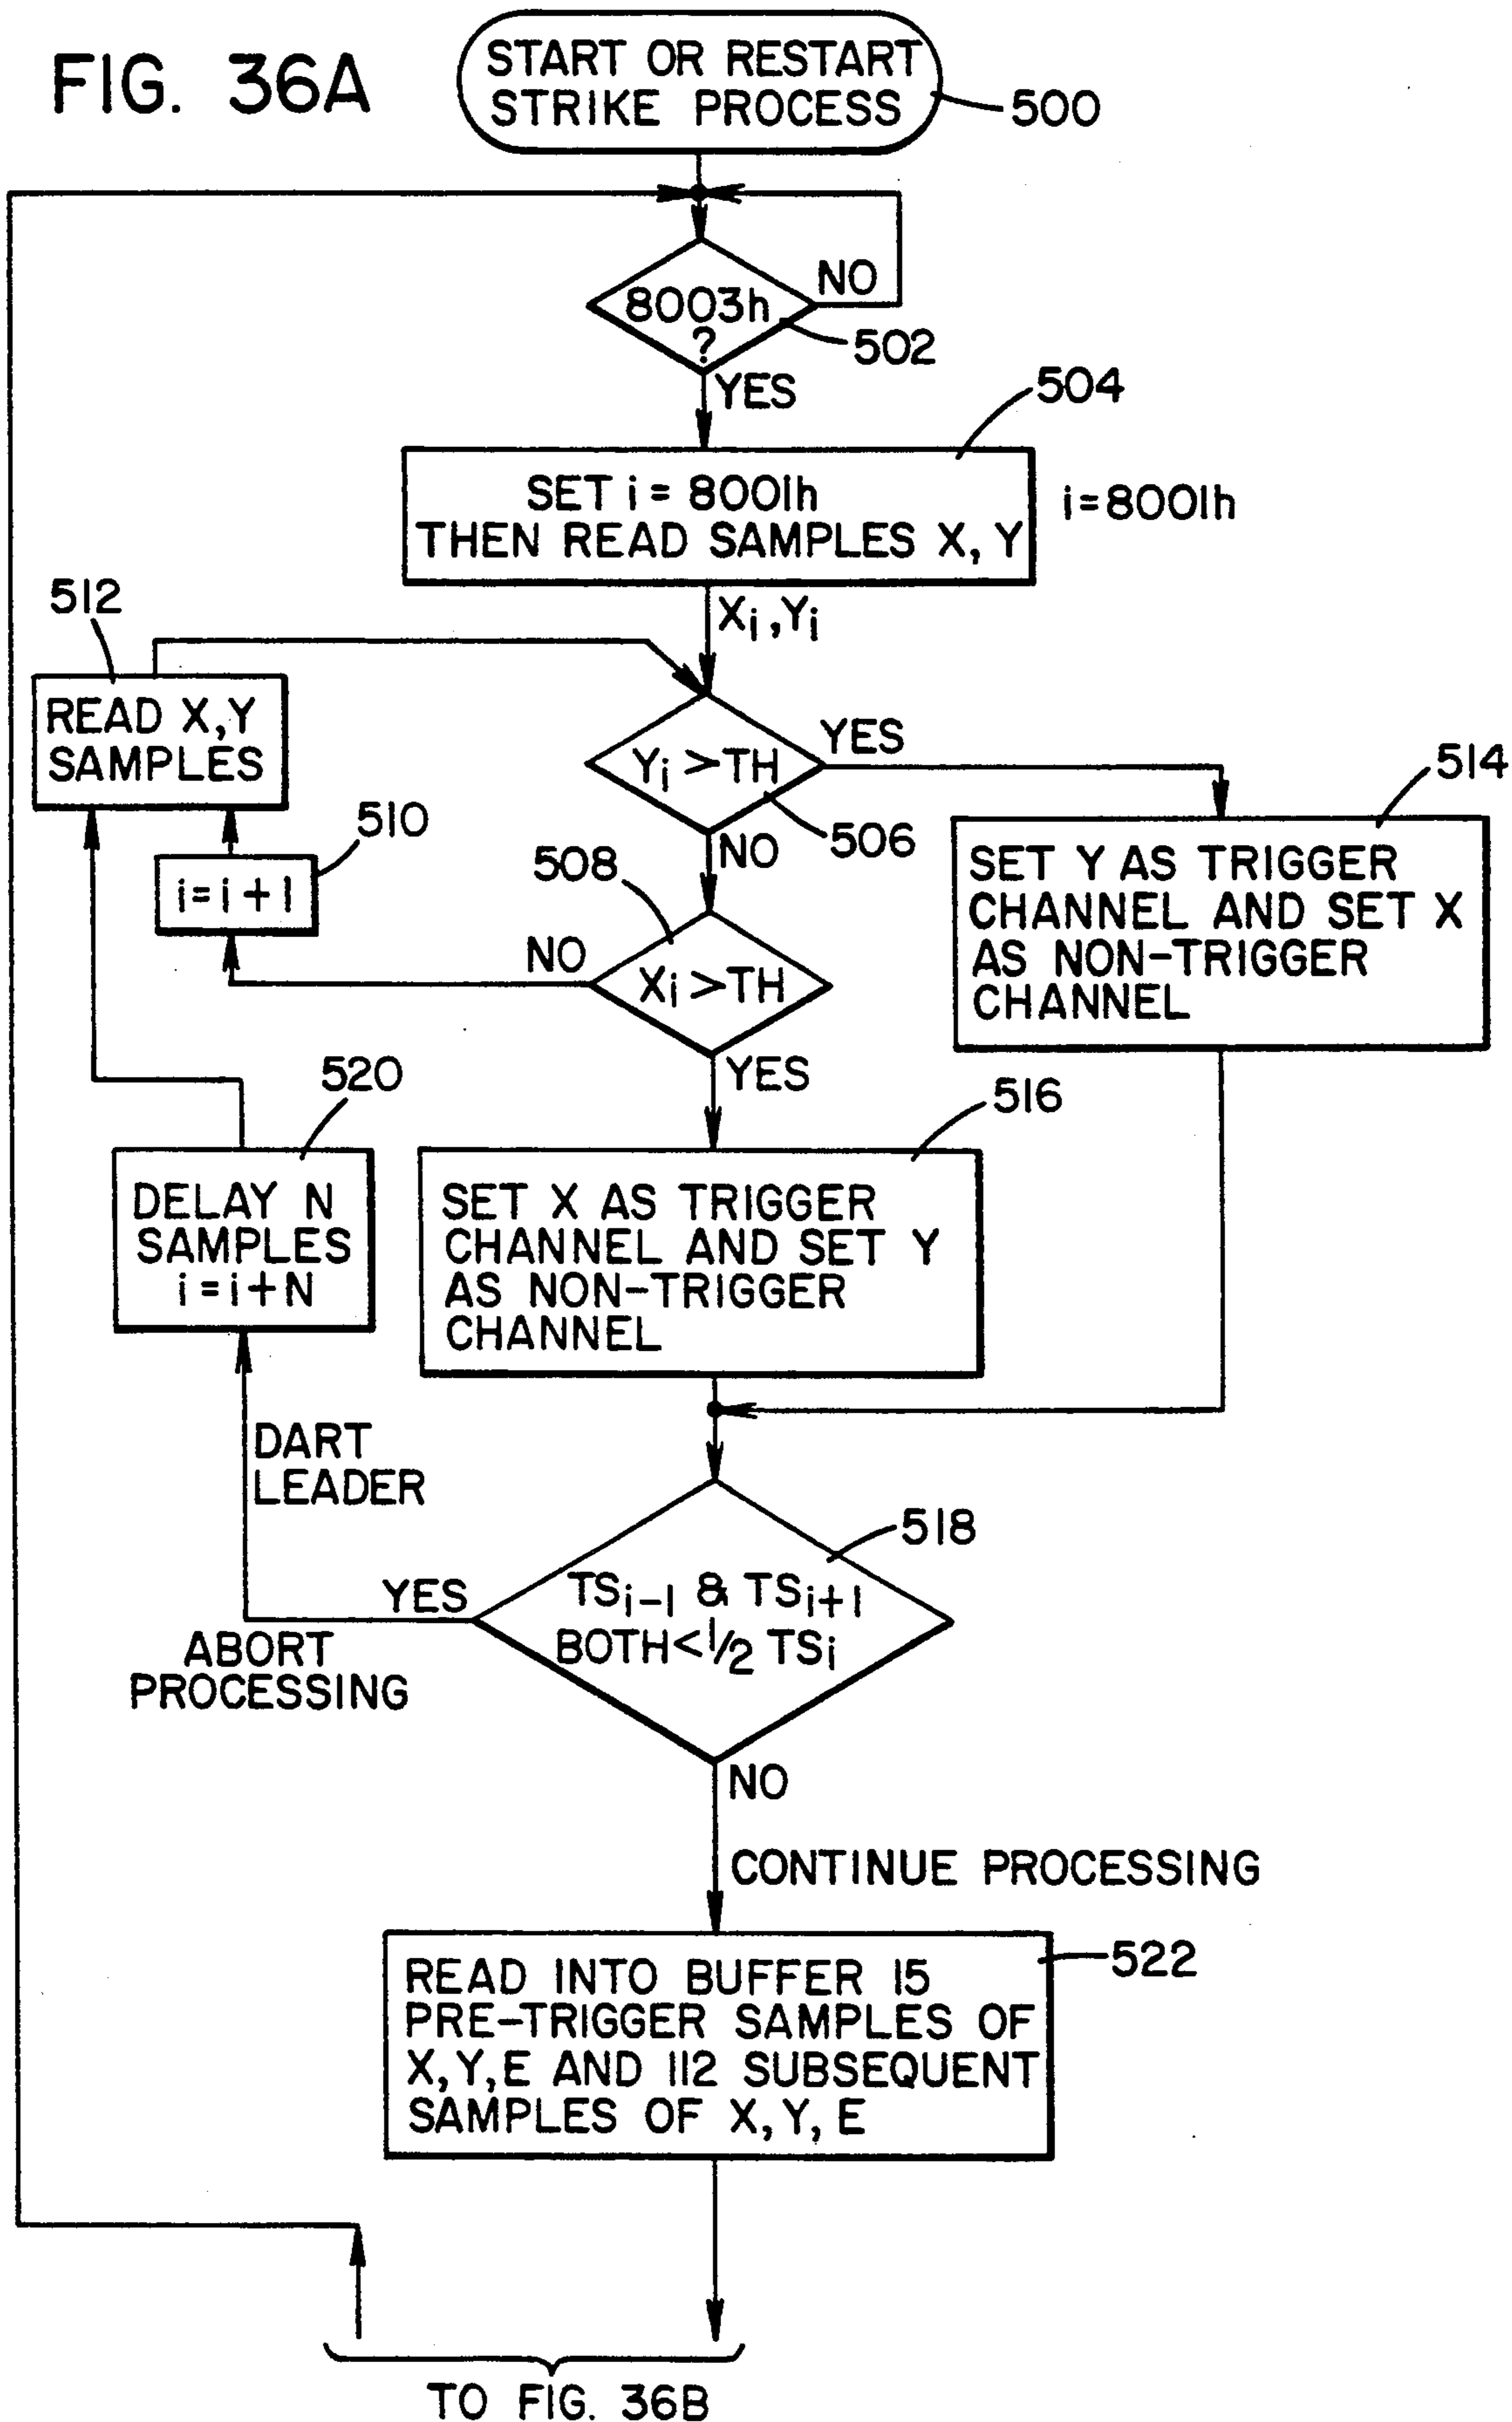 FIG. 36A
START OR RESTART
STRIKE PROCESS
500
8003h
?
NO
502
YES
504
SET i = 8001h
THEN READ SAMPLES X, Y
i=8001h
Xi ,Yi
512
READ X,Y
SAMPLES
Yi >TH
YES
506
NO
514
SET Y AS TRIGGER
CHANNEL AND SET X
AS NON-TRIGGER
CHANNEL
510
i=i+1
508
NO
Xi >TH
YES
520
DELAY N
SAMPLES
i=i+N
516
SET X AS TRIGGER
CHANNEL AND SET Y
AS NON-TRIGGER
CHANNEL
DART
LEADER
518
TSi-1 & TSi+1
BOTH<1/2 TSi
YES
ABORT
PROCESSING
NO
CONTINUE PROCESSING
522
READ INTO BUFFER 15
PRE-TRIGGER SAMPLES OF
X,Y,E AND 112 SUBSEQUENT
SAMPLES OF X,Y, E
TO FIG. 36B